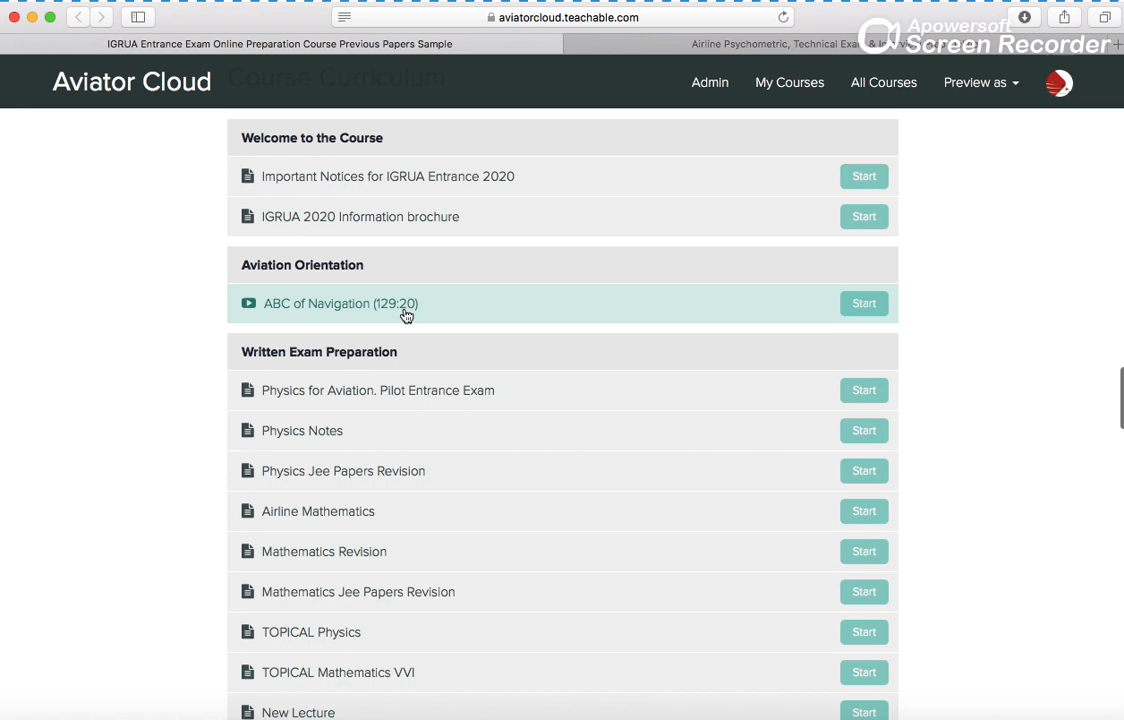 aviatorcloud.teachable.com
Apowersoft
Screen Recorder
IGRUA Entrance Exam Online Preparation Course Previous Papers Sample
Airline Psychometric, Technical Exam &
Aviator Cloud
Course Curriculum
Admin
My Courses
All Courses
Preview as
Welcome to the Course
Important Notices for IGRUA Entrance 2020
Start
IGRUA 2020 Information brochure
Start
Aviation Orientation
ABC of Navigation (129:20)
Start
Written Exam Preparation
Physics for Aviation. Pilot Entrance Exam
Start
Physics Notes
Start
Physics Jee Papers Revision
Start
Airline Mathematics
Start
Mathematics Revision
Start
Mathematics Jee Papers Revision
Start
TOPICAL Physics
Start
TOPICAL Mathematics VVI
Start
New Lecture
Start